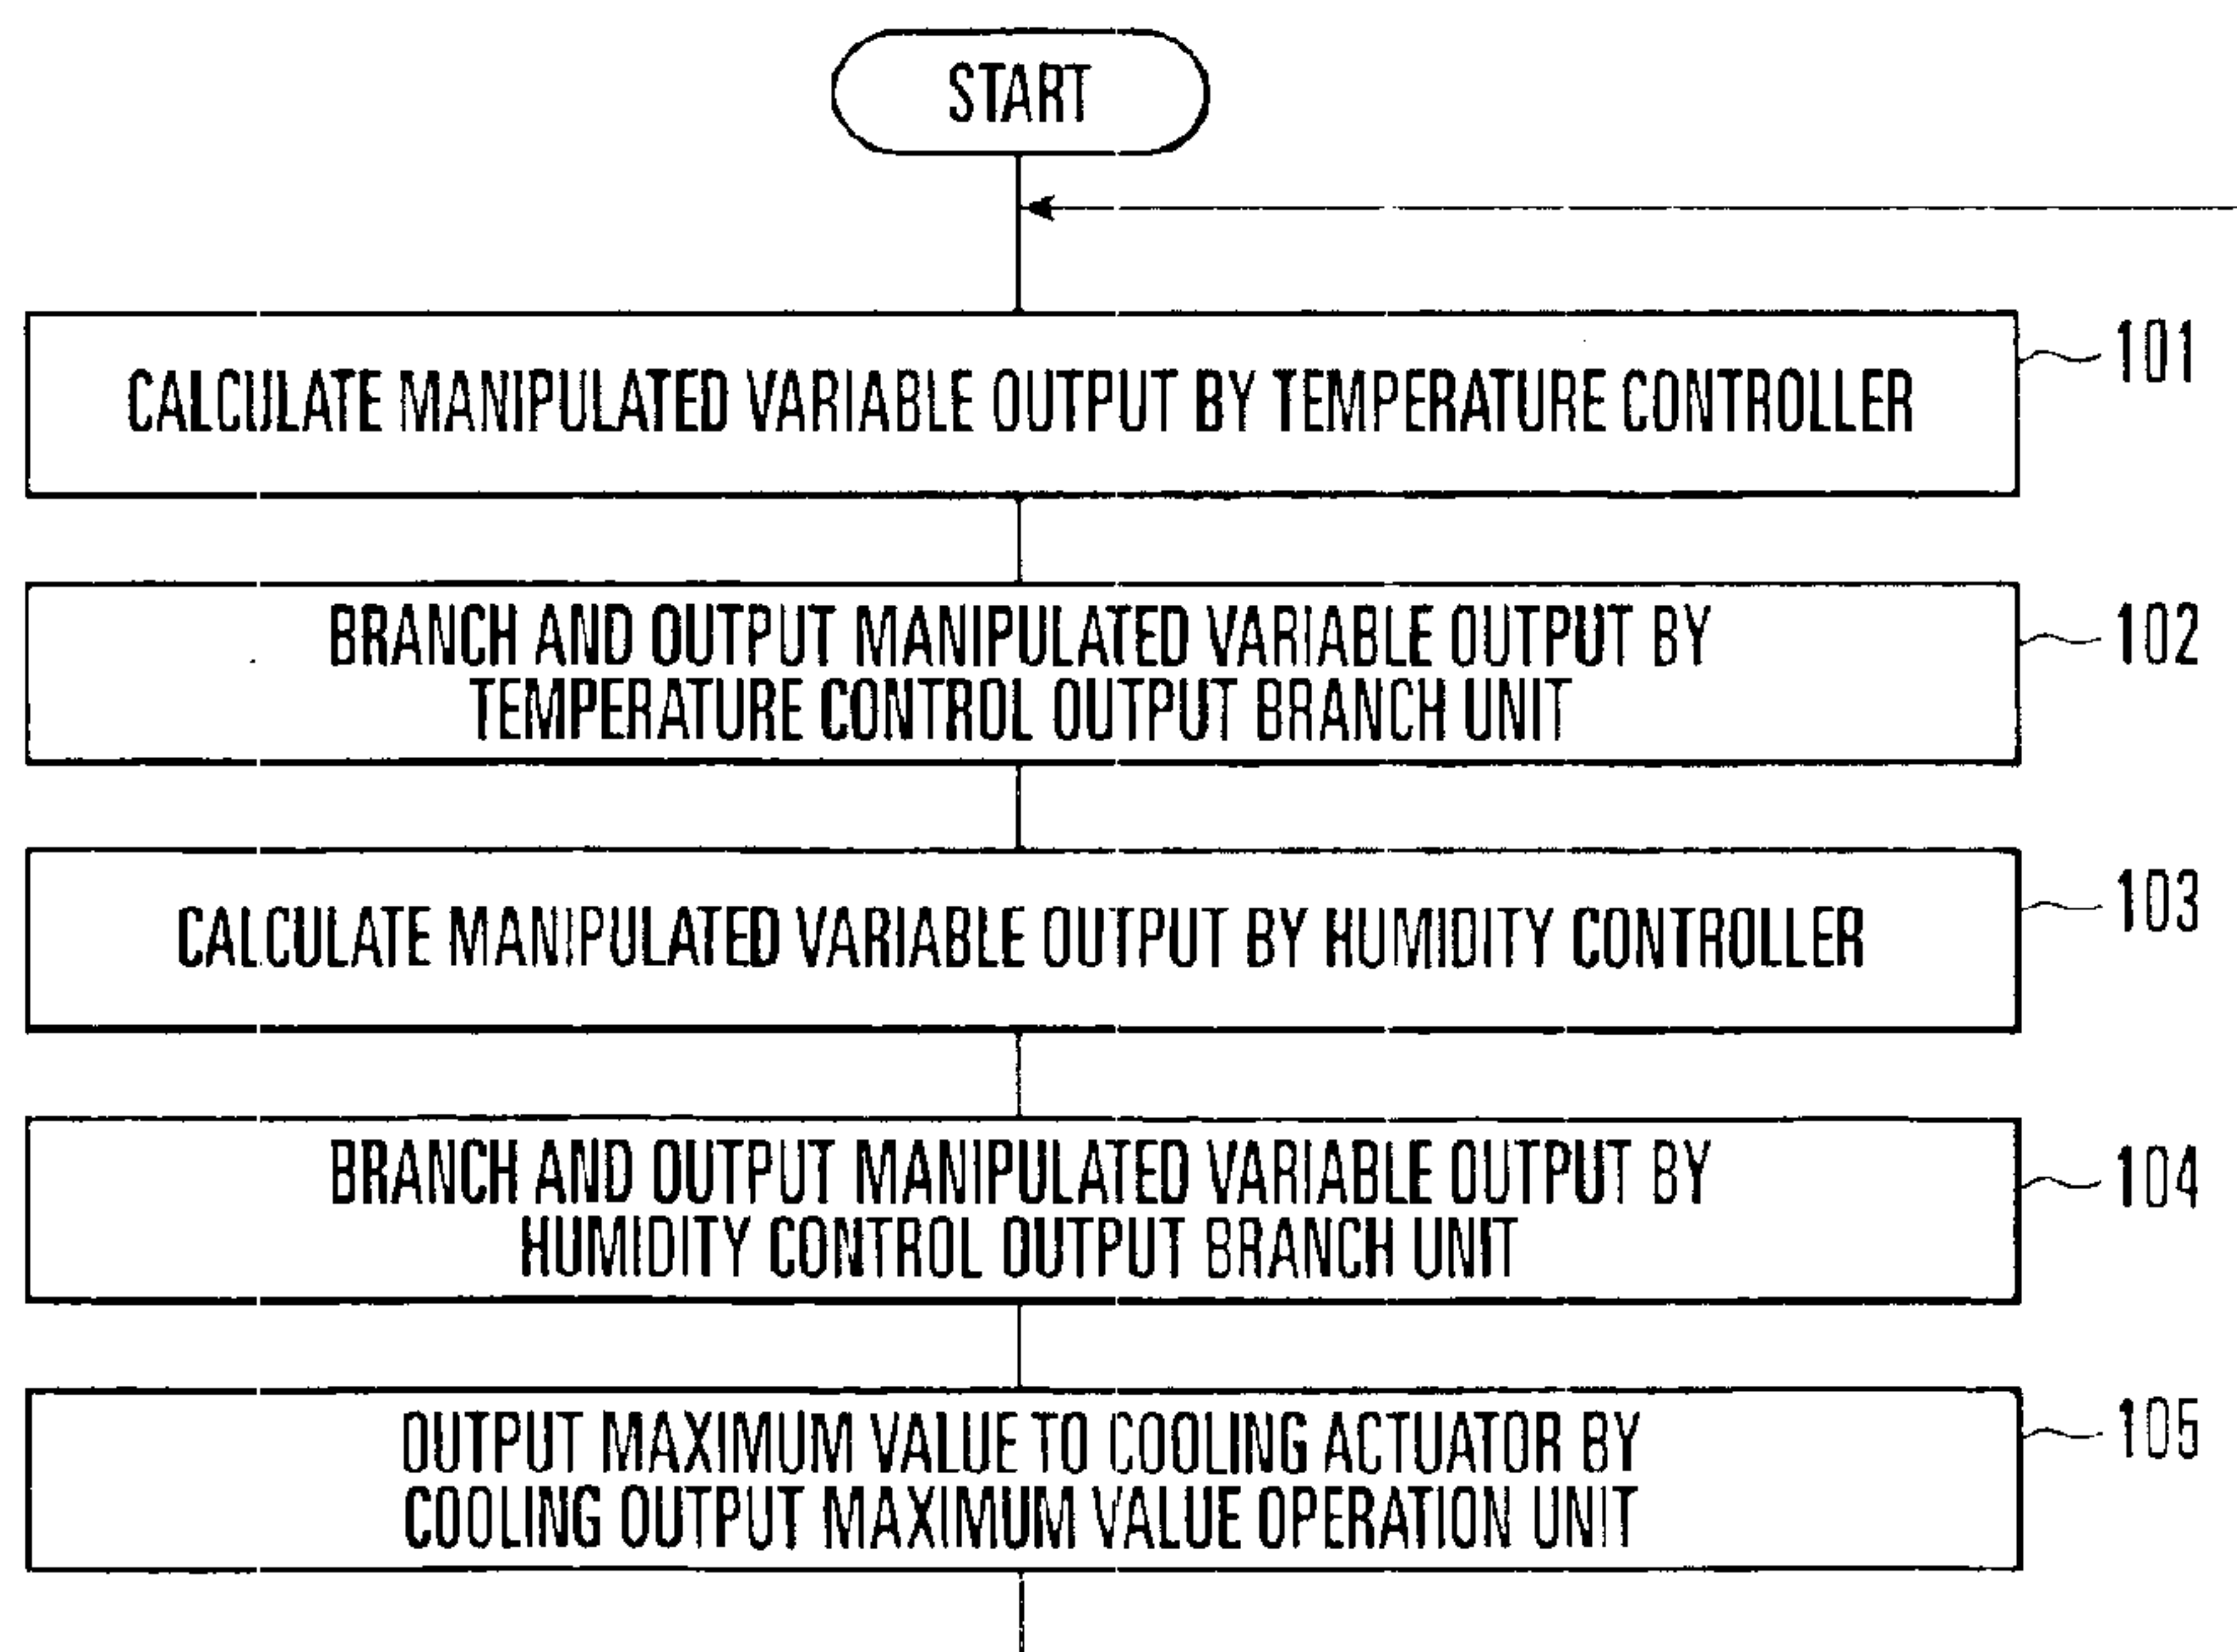 START
CALCULATE MANIPULATED VARIABLE OUTPUT BY TEMPERATURE CONTROLLER
101
BRANCH AND OUTPUT MANIPULATED VARIABLE OUTPUT BY
TEMPERATURE CONTROL OUTPUT BRANCH UNIT
102
CALCULATE MANIPULATED VARIABLE OUTPUT BY HUMIDITY CONTROLLER
103
BRANCH AND OUTPUT MANIPULATED VARIABLE OUTPUT BY
HUMIDITY CONTROL OUTPUT BRANCH UNIT
104
OUTPUT MAXIMUM VALUE TO COOLING ACTUATOR BY
COOLING OUTPUT MAXIMUM VALUE OPERATION UNIT
105